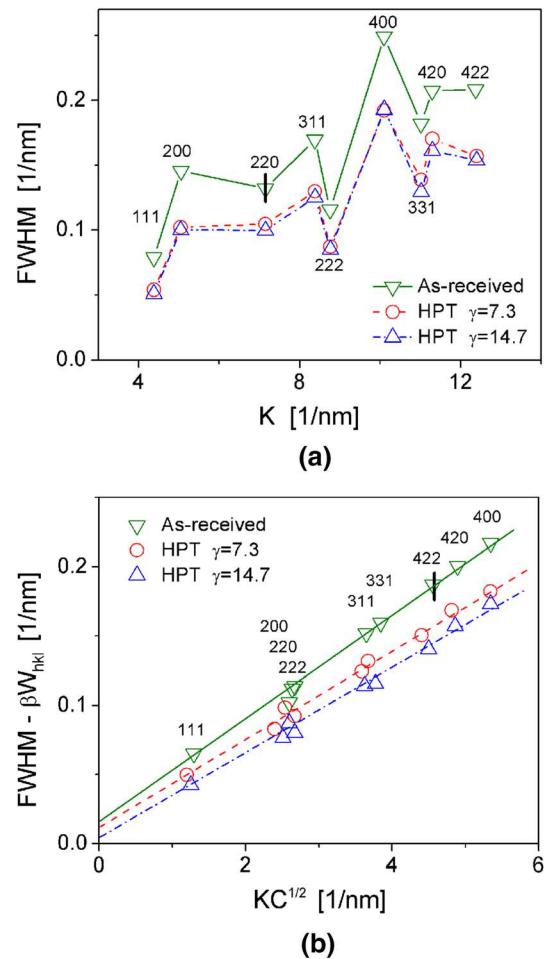 400
0.2
420
422
200
311
220
FWHM [1/nm]
111
0.1
331
222
As-received
HPT γ=7.3
HPT γ=14.7
0.0
4
8
12
K [1/nm]
(a)
As-received
HPT γ=7.3
HPT γ=14.7
400
420
422
0.2
331
311
200
220
222
FWHM - βW_hkl [1/nm]
0.1
111
0.0
0
2
4
6
KC^1/2 [1/nm]
(b)